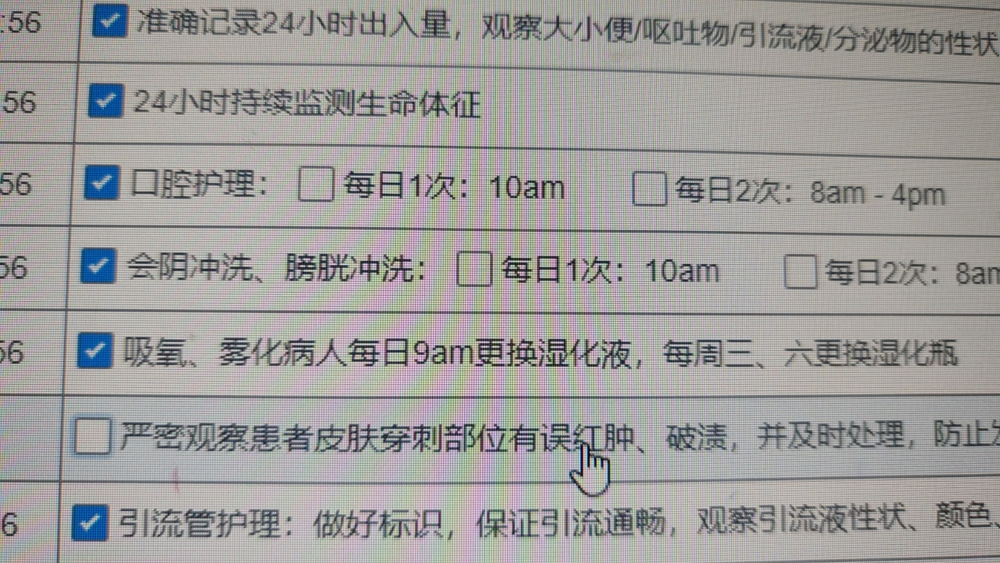 :56 准确记录24小时出入量，观察大小便/呕吐物/引流液/分泌物的性状
56 24小时持续监测生命体征
56 口腔护理： 每日1次：10am 每日2次：8am - 4pm
56 会阴冲洗、膀胱冲洗： 每日1次：10am 每日2次：8am
56 吸氧、雾化病人每日9am更换湿化液，每周三、六更换湿化瓶
严密观察患者皮肤穿刺部位有误红肿、破溃，并及时处理，防止
6 引流管护理：做好标识，保证引流通畅，观察引流液性状、颜色、